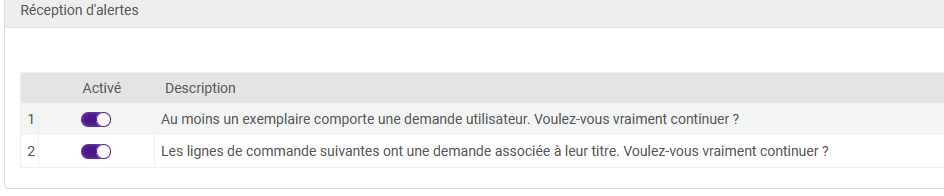 Réception d'alertes
Activé Description
1 Au moins un exemplaire comporte une demande utilisateur. Voulez-vous vraiment continuer ?
2 Les lignes de commande suivantes ont une demande associée à leur titre. Voulez-vous vraiment continuer ?